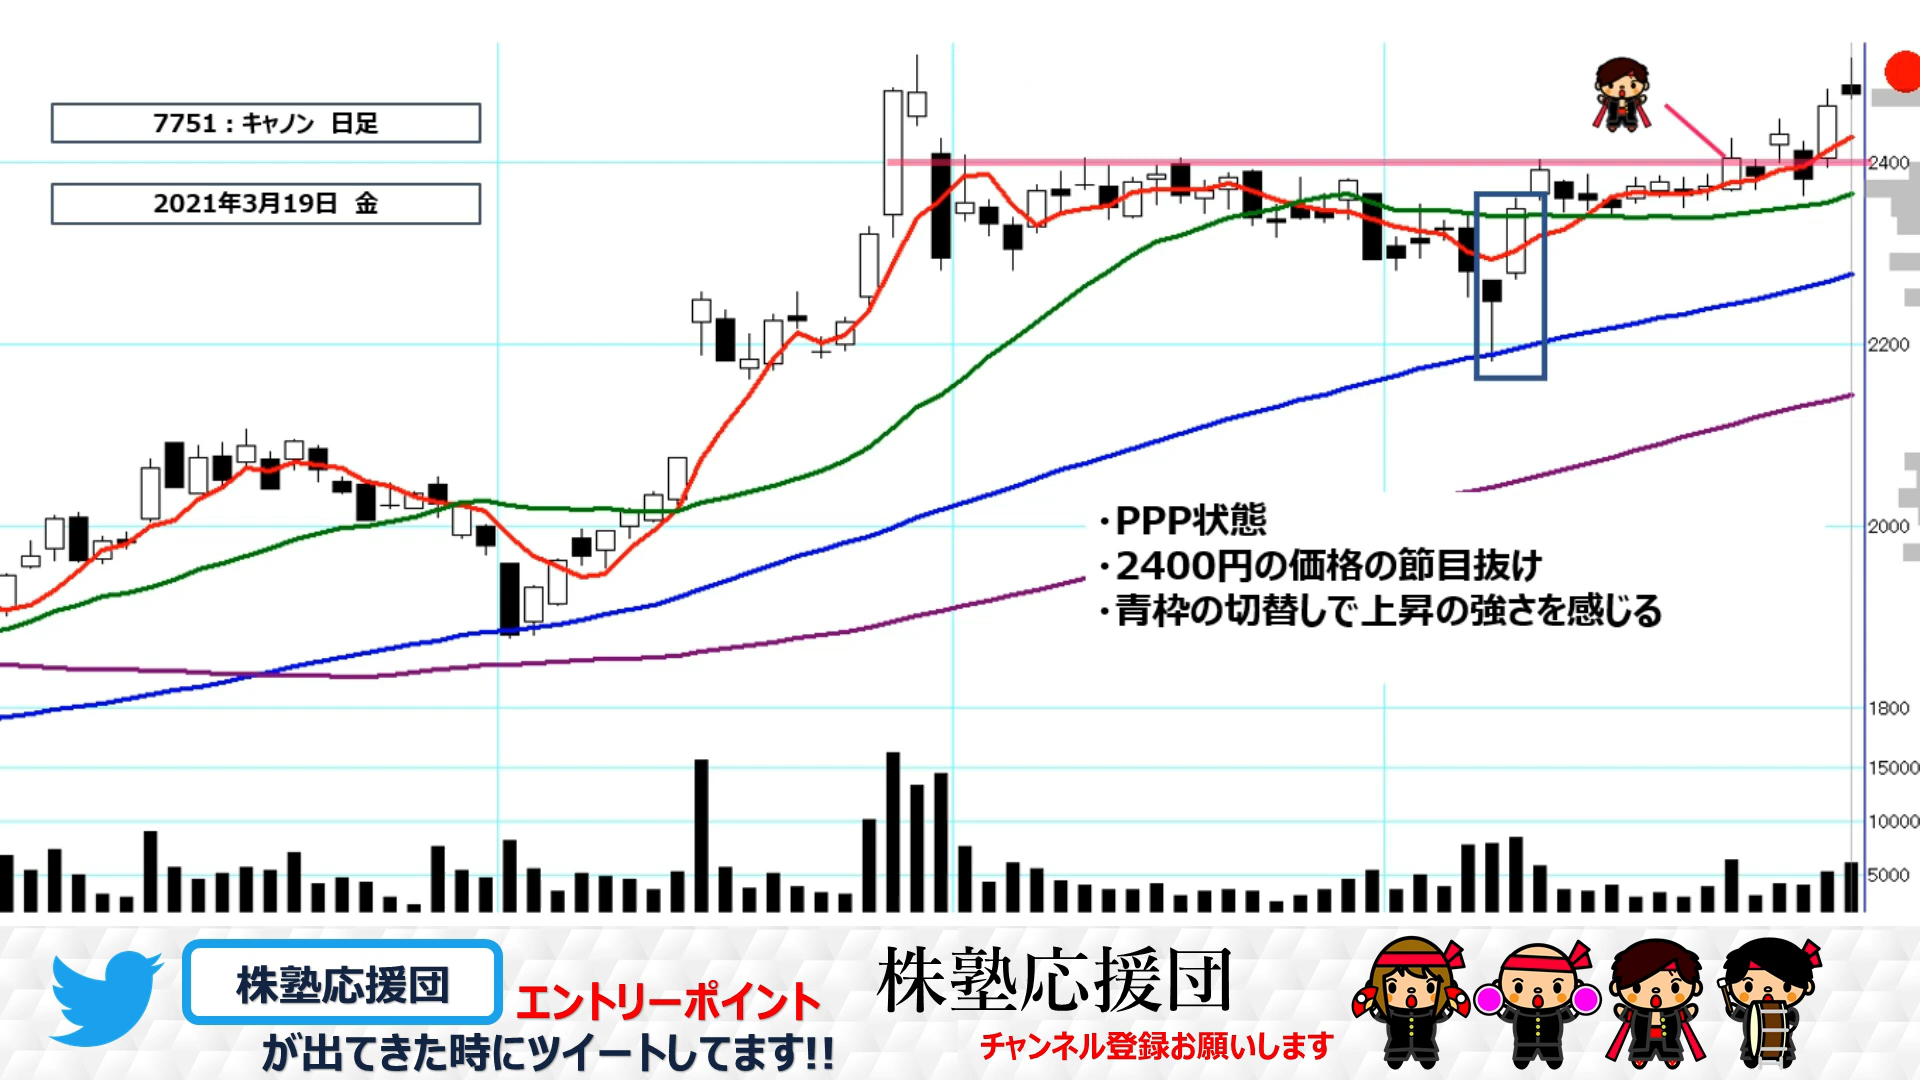 7751：キヤノン 日足
2021年3月19日 金
2400
2200
・PPP状態
2000
・2400円の価格の節目抜け
・青枠の切替しで上昇の強さを感じる
1800
15000
10000
5000
株塾応援団
エントリーポイント
が出てきた時にツイートしてます!!
株塾応援団
チャンネル登録お願いします